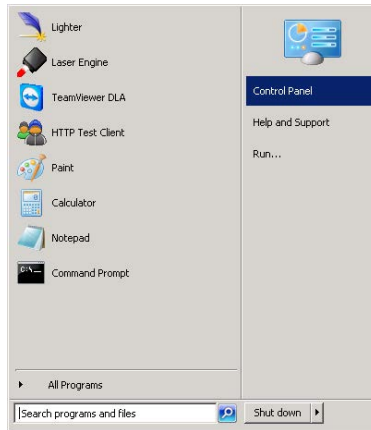 Lighter
Laser Engine
TeamViewer DLA
HTTP Test Client
Paint
Calculator
Notepad
C:\
Command Prompt
All Programs
Search programs and files
Control Panel
Help and Support
Run...
Shut down